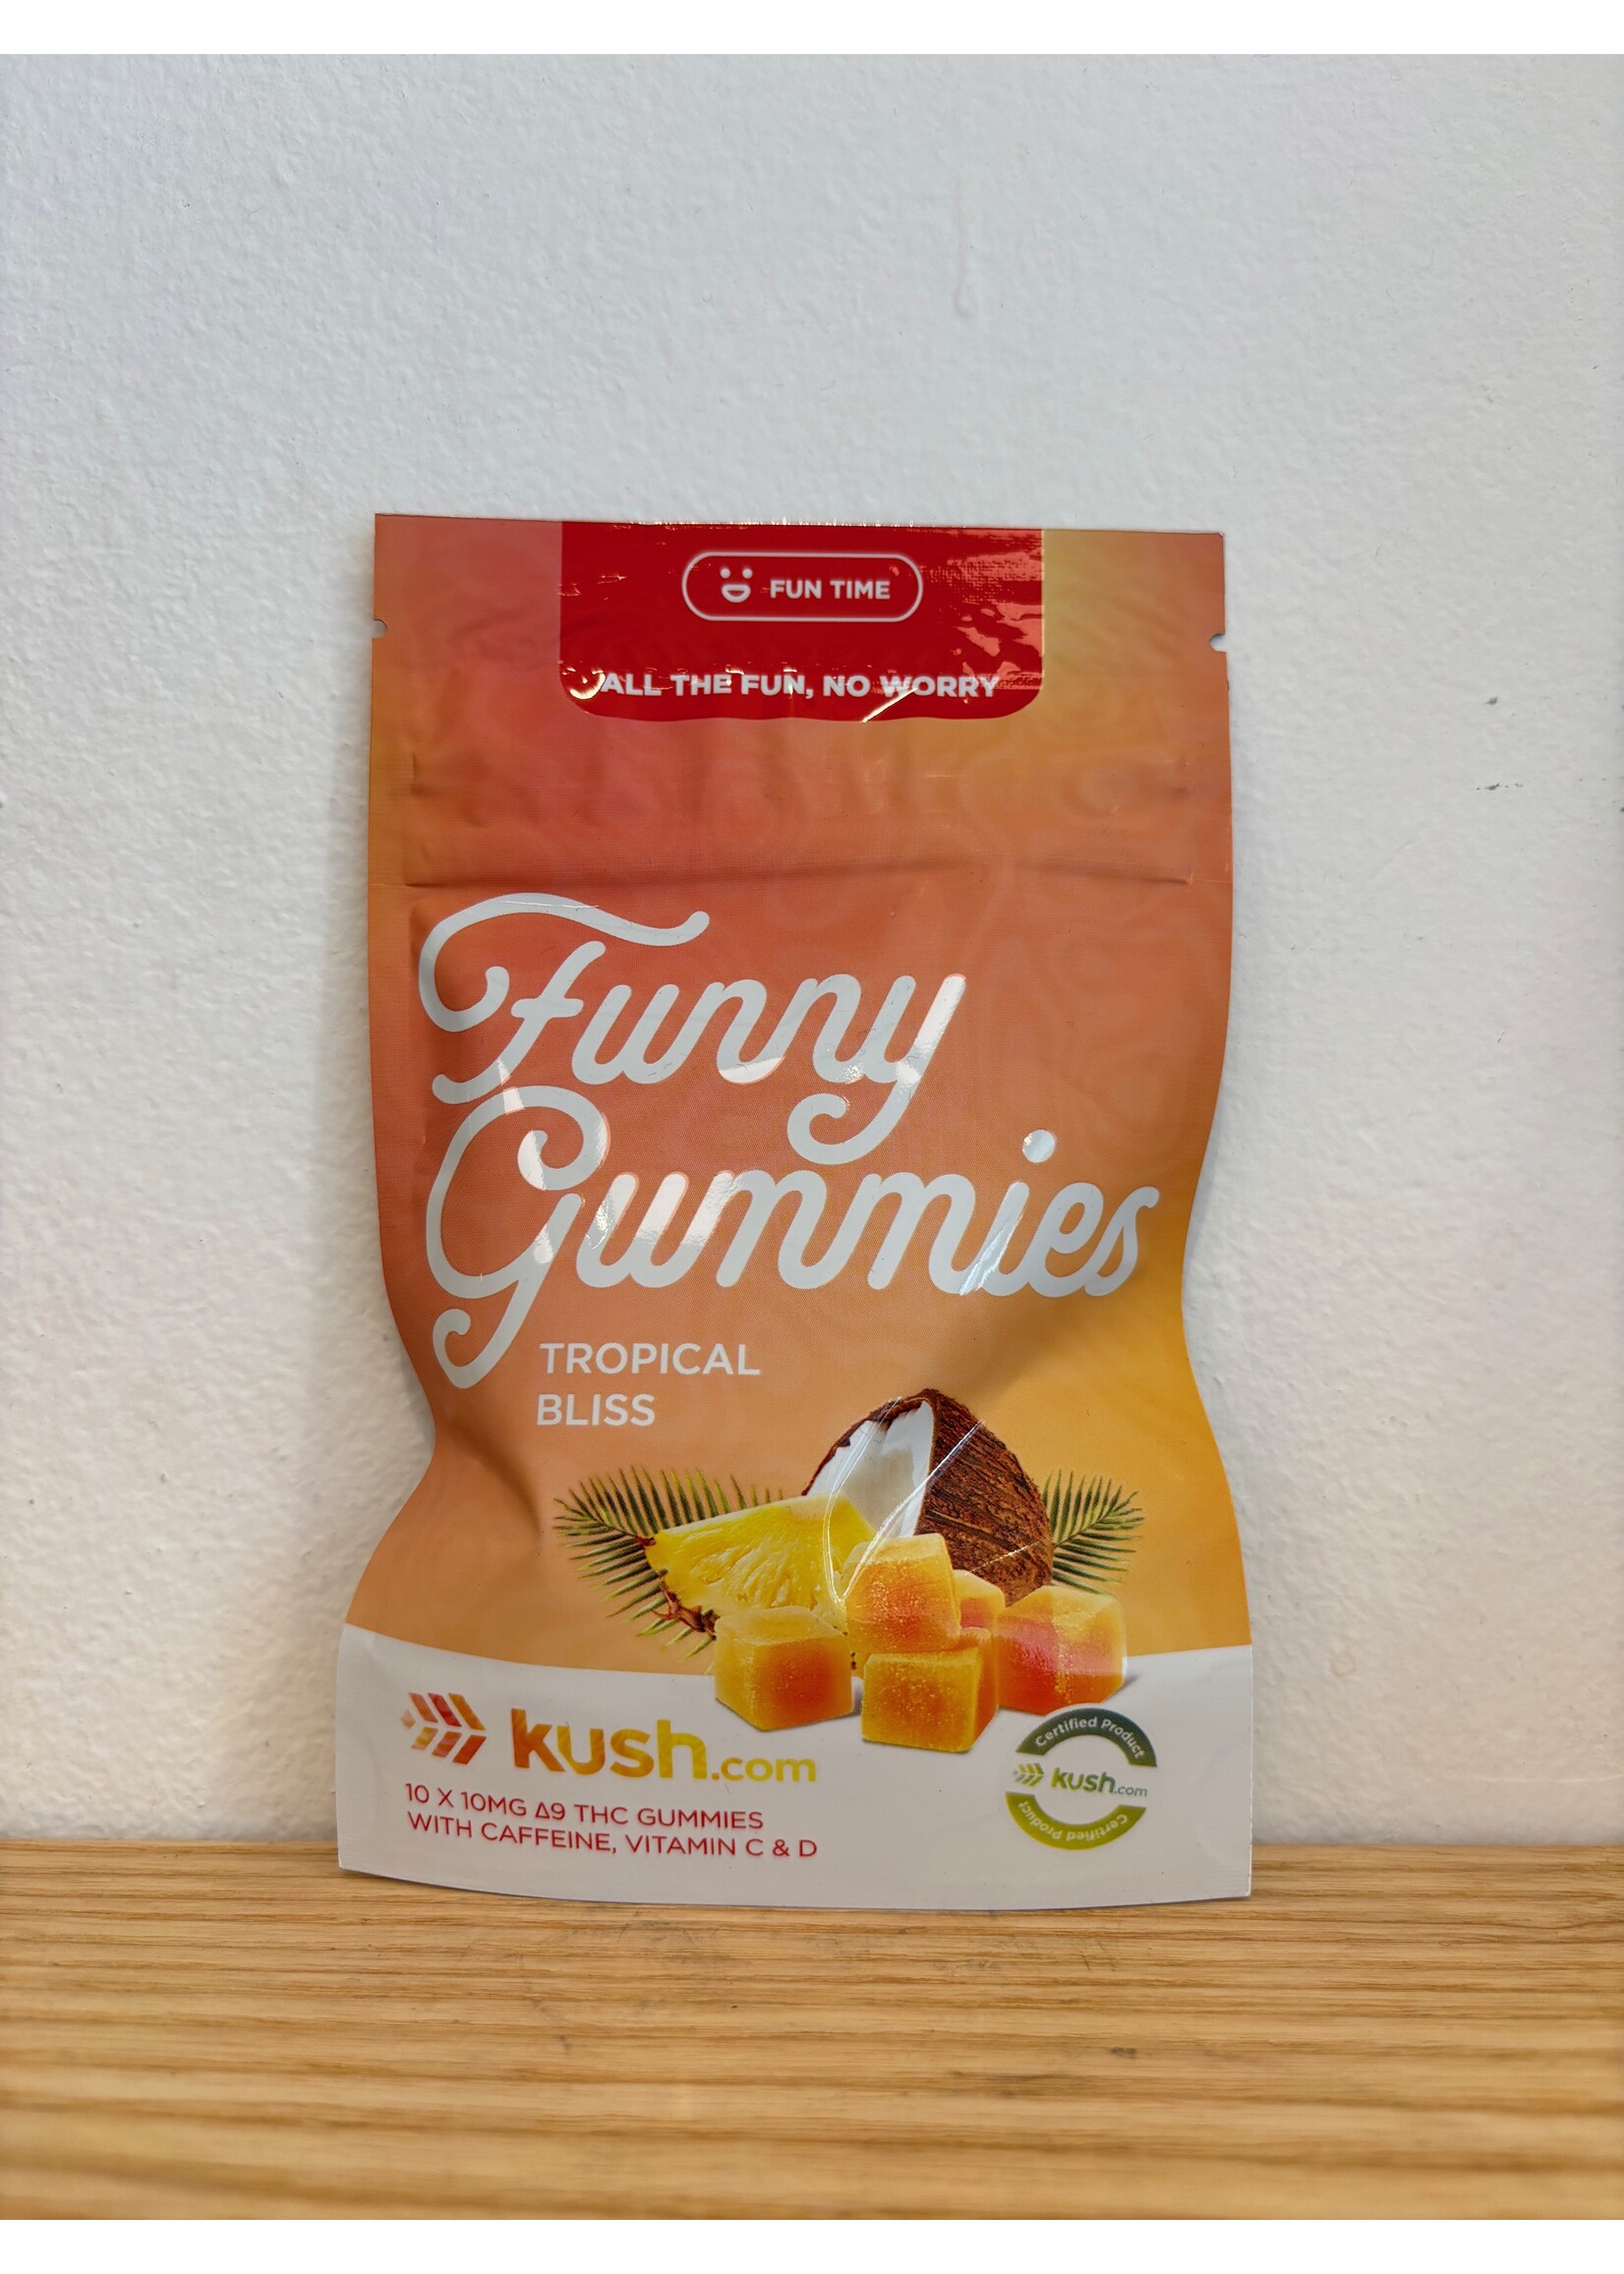 FUN TIME
ALL THE FUN, NO WORRY
Funny
Gummies
TROPICAL
BLISS
kush.com
10 X 10MG Δ9 THC GUMMIES
WITH CAFFEINE, VITAMIN C & D
Certified Product
kush.com
Certified Product